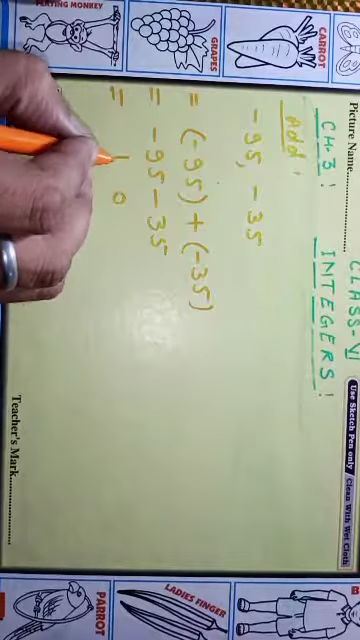 PLAYING MONKEY
GRAPES
CARROT
Picture Name
CLASS-VI
Use Sketch Pen only
Clean With Wet Cloth
CH.3: INTEGERS!
Add:
-95, -35
= (-95) + (-35)
= -95 - 35
= 0
Teacher's Mark
PARROT
LADIES FINGER